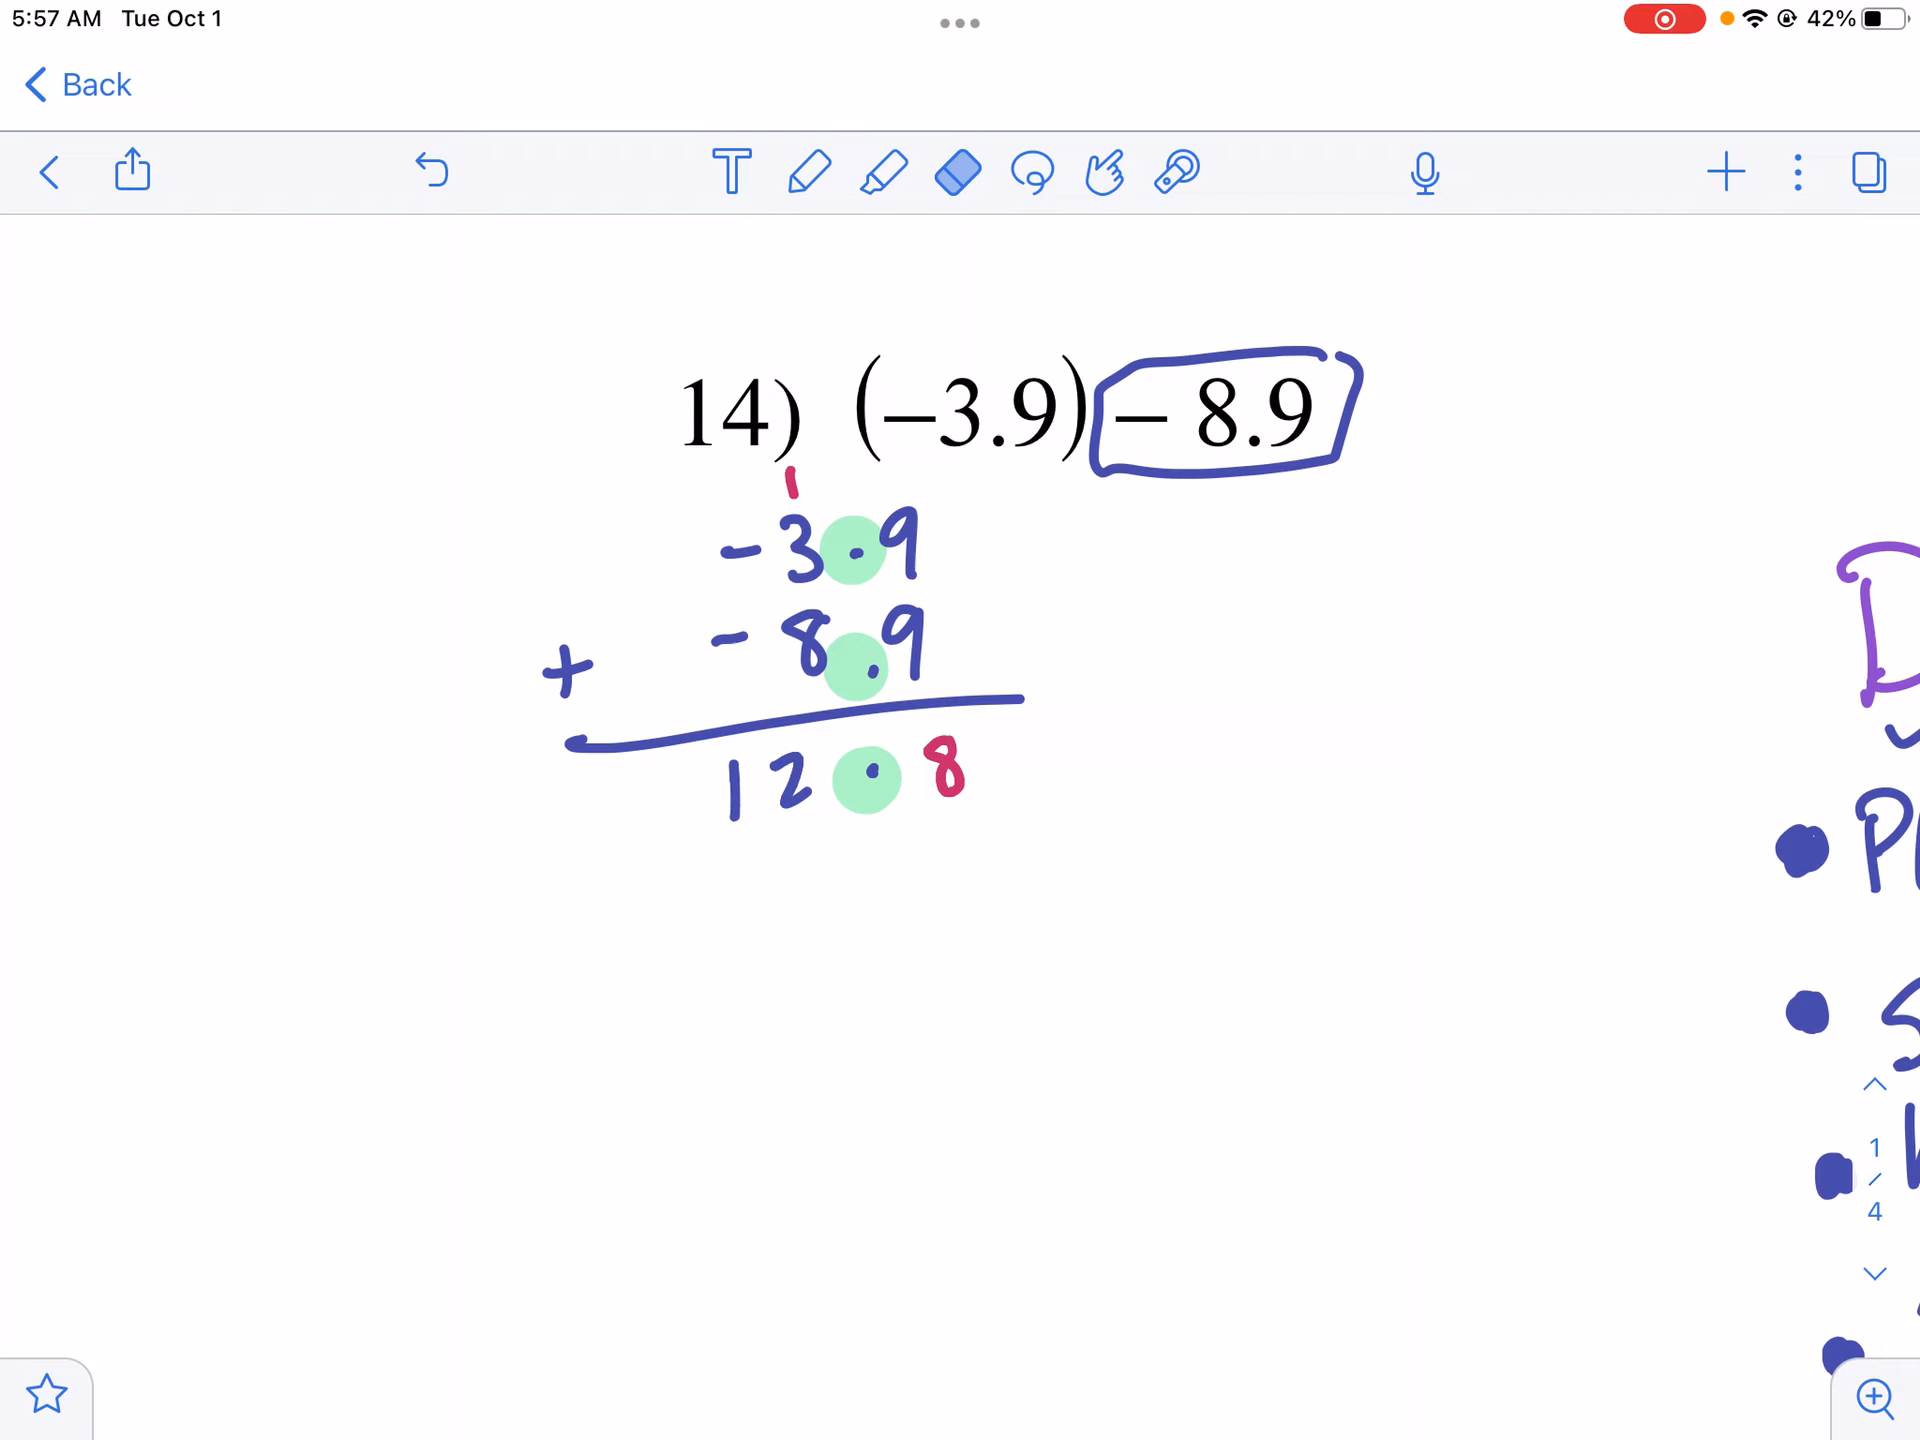 5:57 AM Tue Oct 1
42%
Back
14) (−3.9) − 8.9
1
-3.9
+ -8.9
12.8
1
/
4